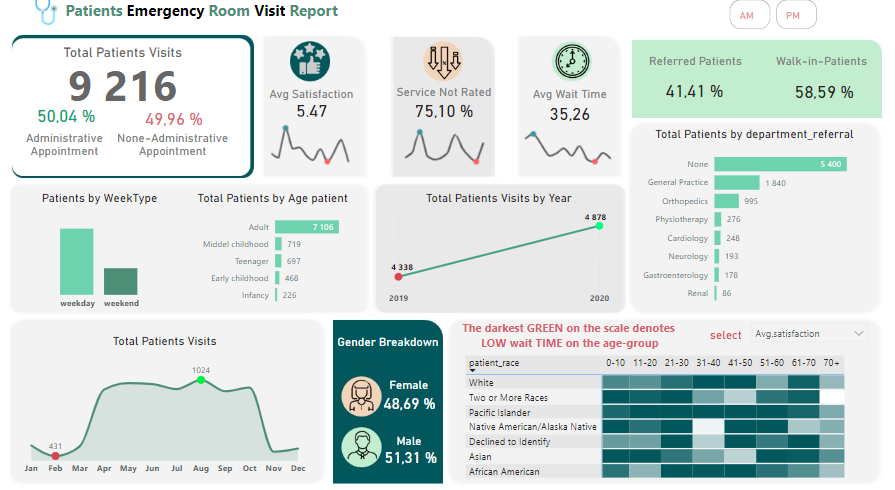 Patients Emergency Room Visit Report
AM
PM
Total Patients Visits
9 216
50,04 %
49,96 %
Administrative
Appointment
None-Administrative
Appointment
Avg Satisfaction
5.47
Service Not Rated
75,10 %
Avg Wait Time
35,26
Referred Patients
41,41 %
Walk-in-Patients
58,59 %
Patients by WeekType
weekday
weekend
Total Patients by Age patient
Adult 7 106
Middel childhood 719
Teenager 697
Early childhood 468
Infancy 226
Total Patients Visits by Year
4 338
4 878
2019
2020
Total Patients by department_referral
None 5 400
General Practice 1 840
Orthopedics 995
Physiotherapy 276
Cardiology 248
Neurology 193
Gastroenterology 178
Renal 86
Total Patients Visits
1024
431
Jan Feb Mar Apr May Jun Jul Aug Sep Oct Nov Dec
Gender Breakdown
Female
48,69 %
Male
51,31 %
The darkest GREEN on the scale denotes
LOW wait TIME on the age-group
select
Avg.satisfaction
patient_race 0-10 11-20 21-30 31-40 41-50 51-60 61-70 70+
White
Two or More Races
Pacific Islander
Native American/Alaska Native
Declined to Identify
Asian
African American